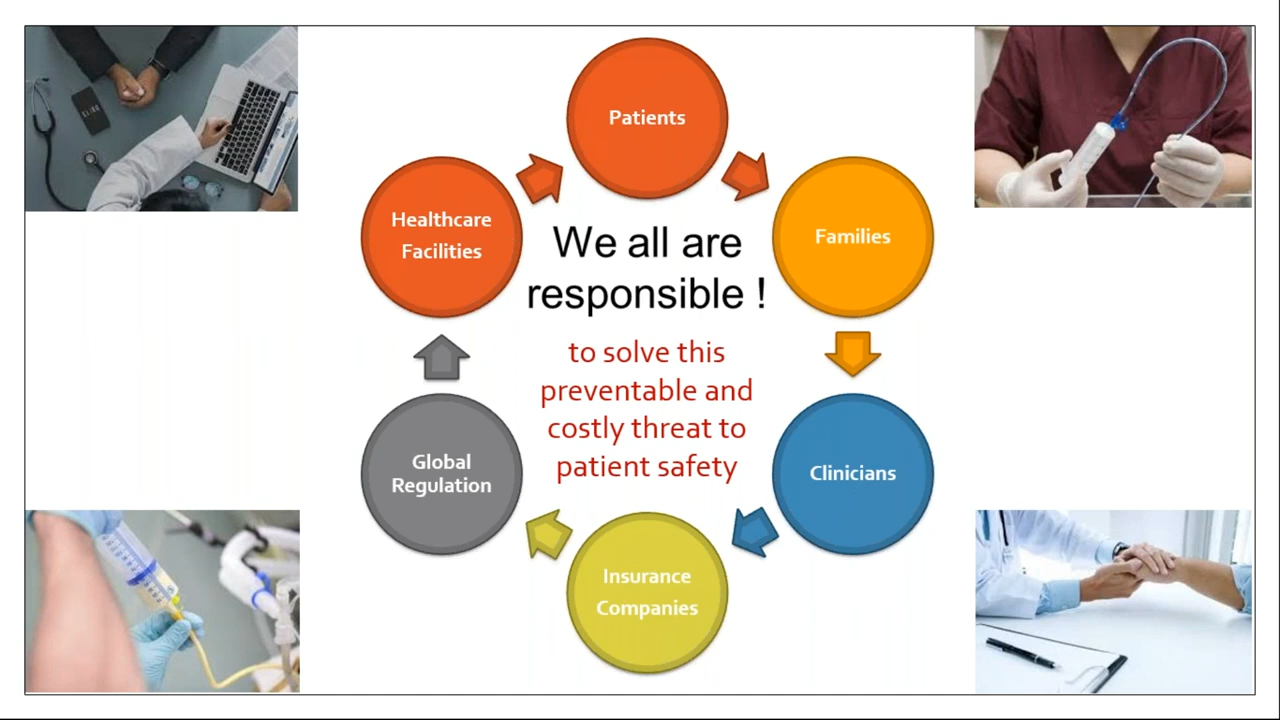 Patients
Healthcare
Facilities
Families
We all are
responsible !
to solve this
preventable and
costly threat to
patient safety
Global
Regulation
Clinicians
Insurance
Companies